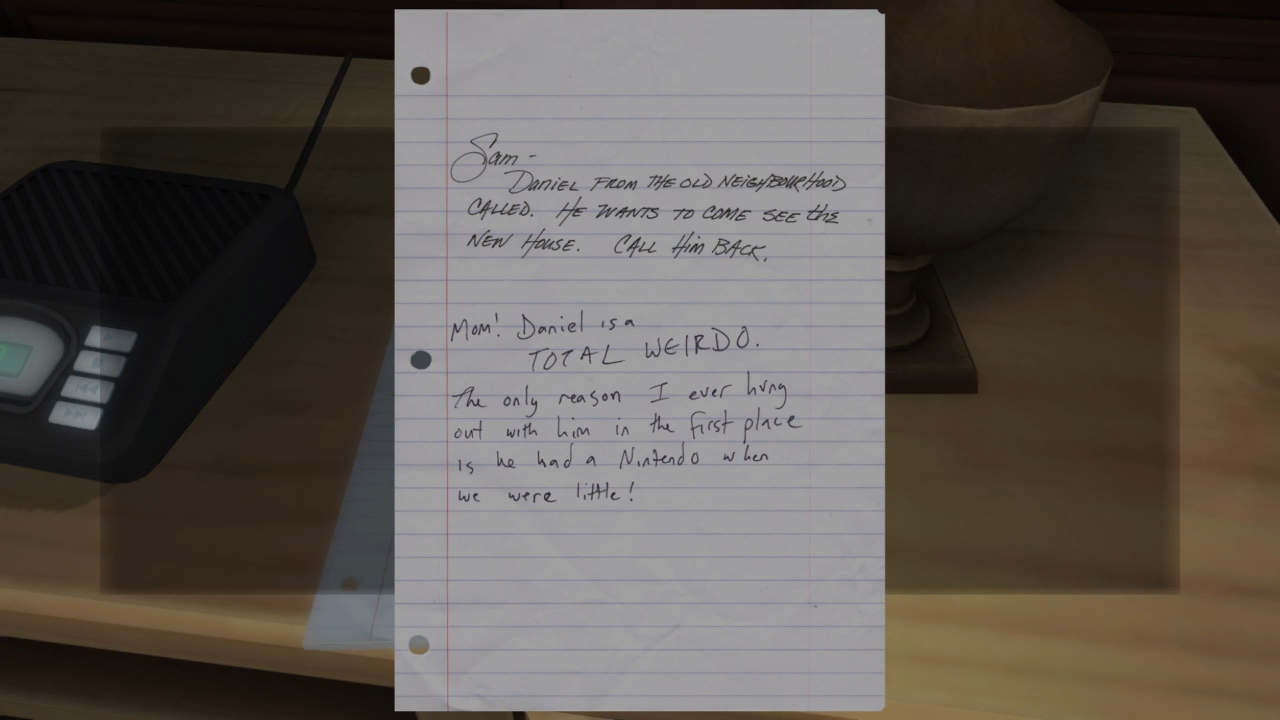 Sam -
DANIEL FROM THE OLD NEIGHBOURHOOD
CALLED. HE WANTS TO COME SEE the
NEW HOUSE. CALL HIM BACK.
Mom! Daniel is a
TOTAL WEIRDO.
The only reason I ever hung
out with him in the first place
is he had a Nintendo when
we were little!